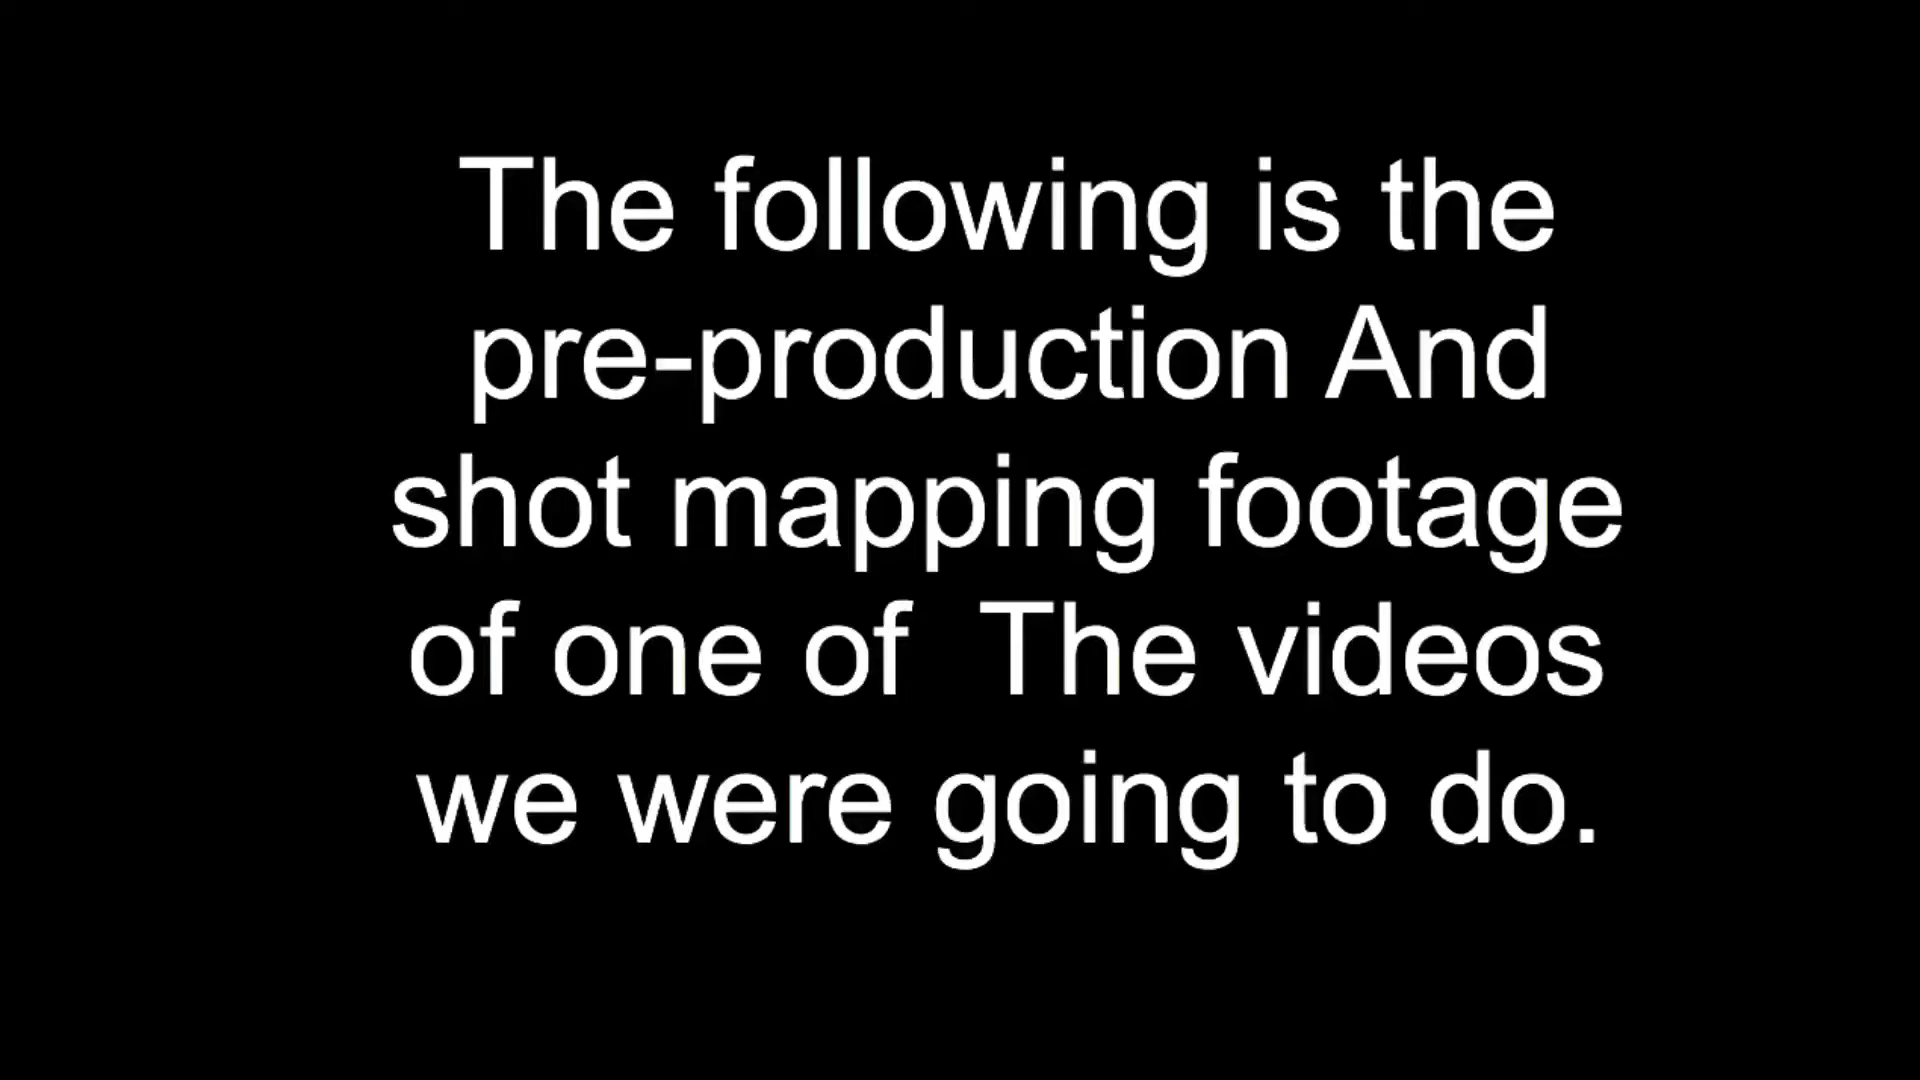 The following is the
pre-production And
shot mapping footage
of one of  The videos
we were going to do.